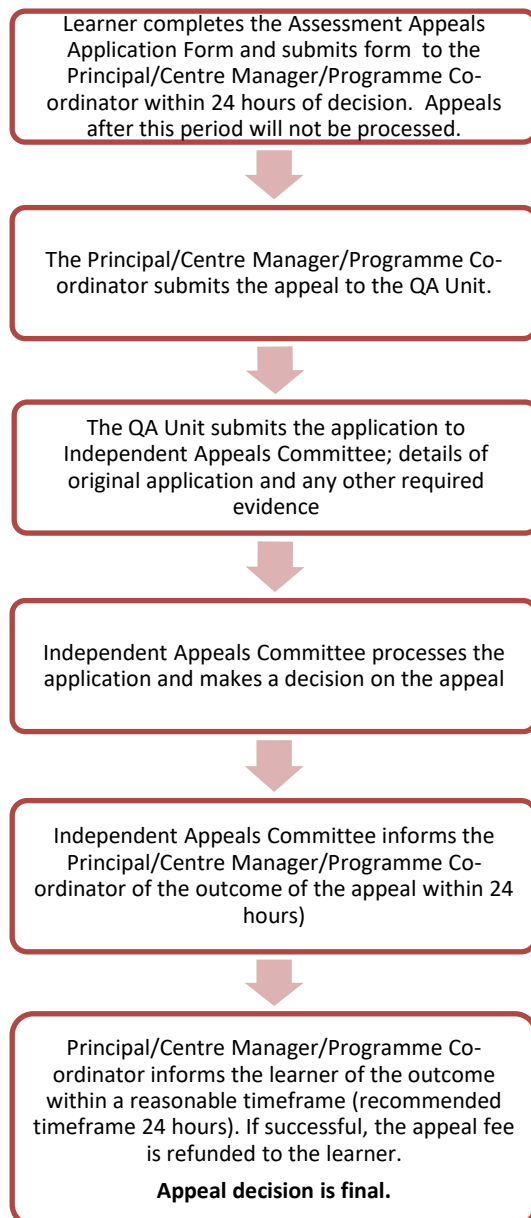 Learner completes the Assessment Appeals
Application Form and submits form  to the
Principal/Centre Manager/Programme Co-
ordinator within 24 hours of decision.  Appeals
after this period will not be processed.
The Principal/Centre Manager/Programme Co-
ordinator submits the appeal to the QA Unit.
The QA Unit submits the application to
Independent Appeals Committee; details of
original application and any other required
evidence
Independent Appeals Committee processes the
application and makes a decision on the appeal
Independent Appeals Committee informs the
Principal/Centre Manager/Programme Co-
ordinator of the outcome of the appeal within 24
hours)
Principal/Centre Manager/Programme Co-
ordinator informs the learner of the outcome
within a reasonable timeframe (recommended
timeframe 24 hours). If successful, the appeal fee
is refunded to the learner.
Appeal decision is final.